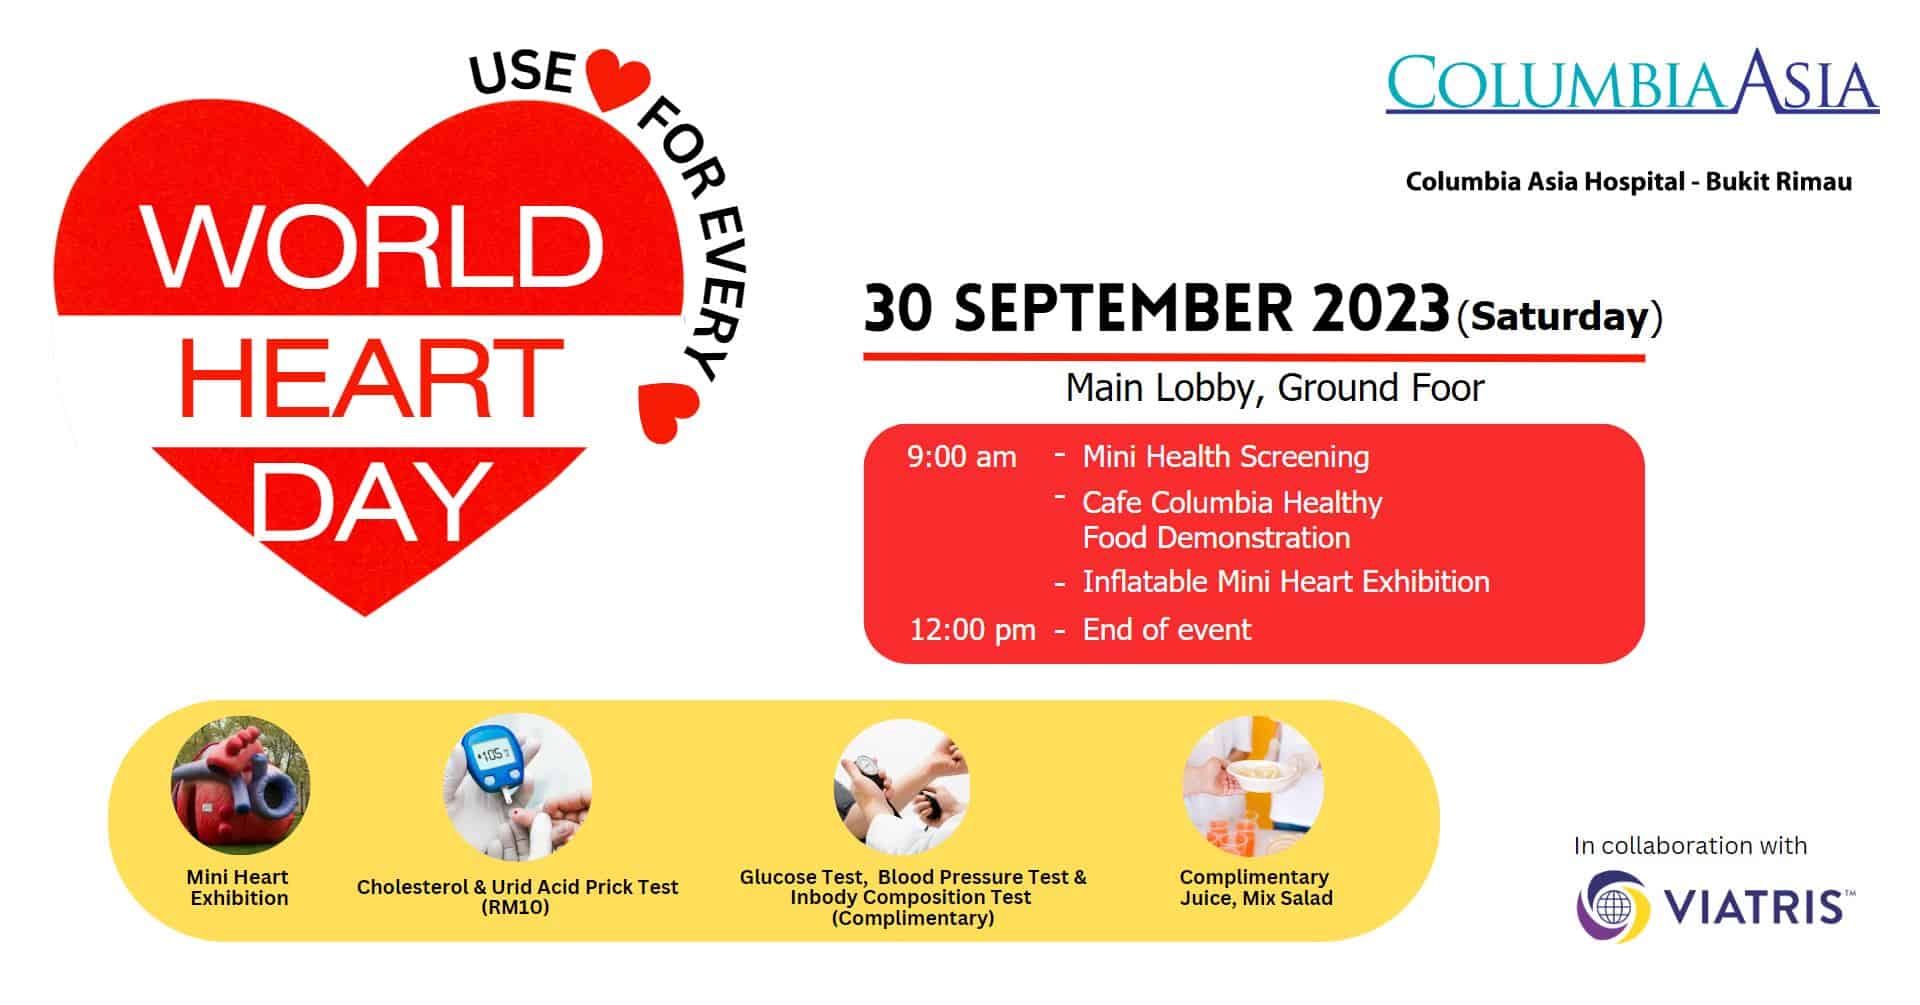 USE FOR EVERY
WORLD
HEART
DAY
COLUMBIA ASIA
Columbia Asia Hospital - Bukit Rimau
30 SEPTEMBER 2023 (Saturday)
Main Lobby, Ground Foor
9:00 am - Mini Health Screening
- Cafe Columbia Healthy
Food Demonstration
- Inflatable Mini Heart Exhibition
12:00 pm - End of event
Mini Heart
Exhibition
105
Cholesterol & Urid Acid Prick Test
(RM10)
Glucose Test, Blood Pressure Test &
Inbody Composition Test
(Complimentary)
Complimentary
Juice, Mix Salad
In collaboration with
VIATRIS™